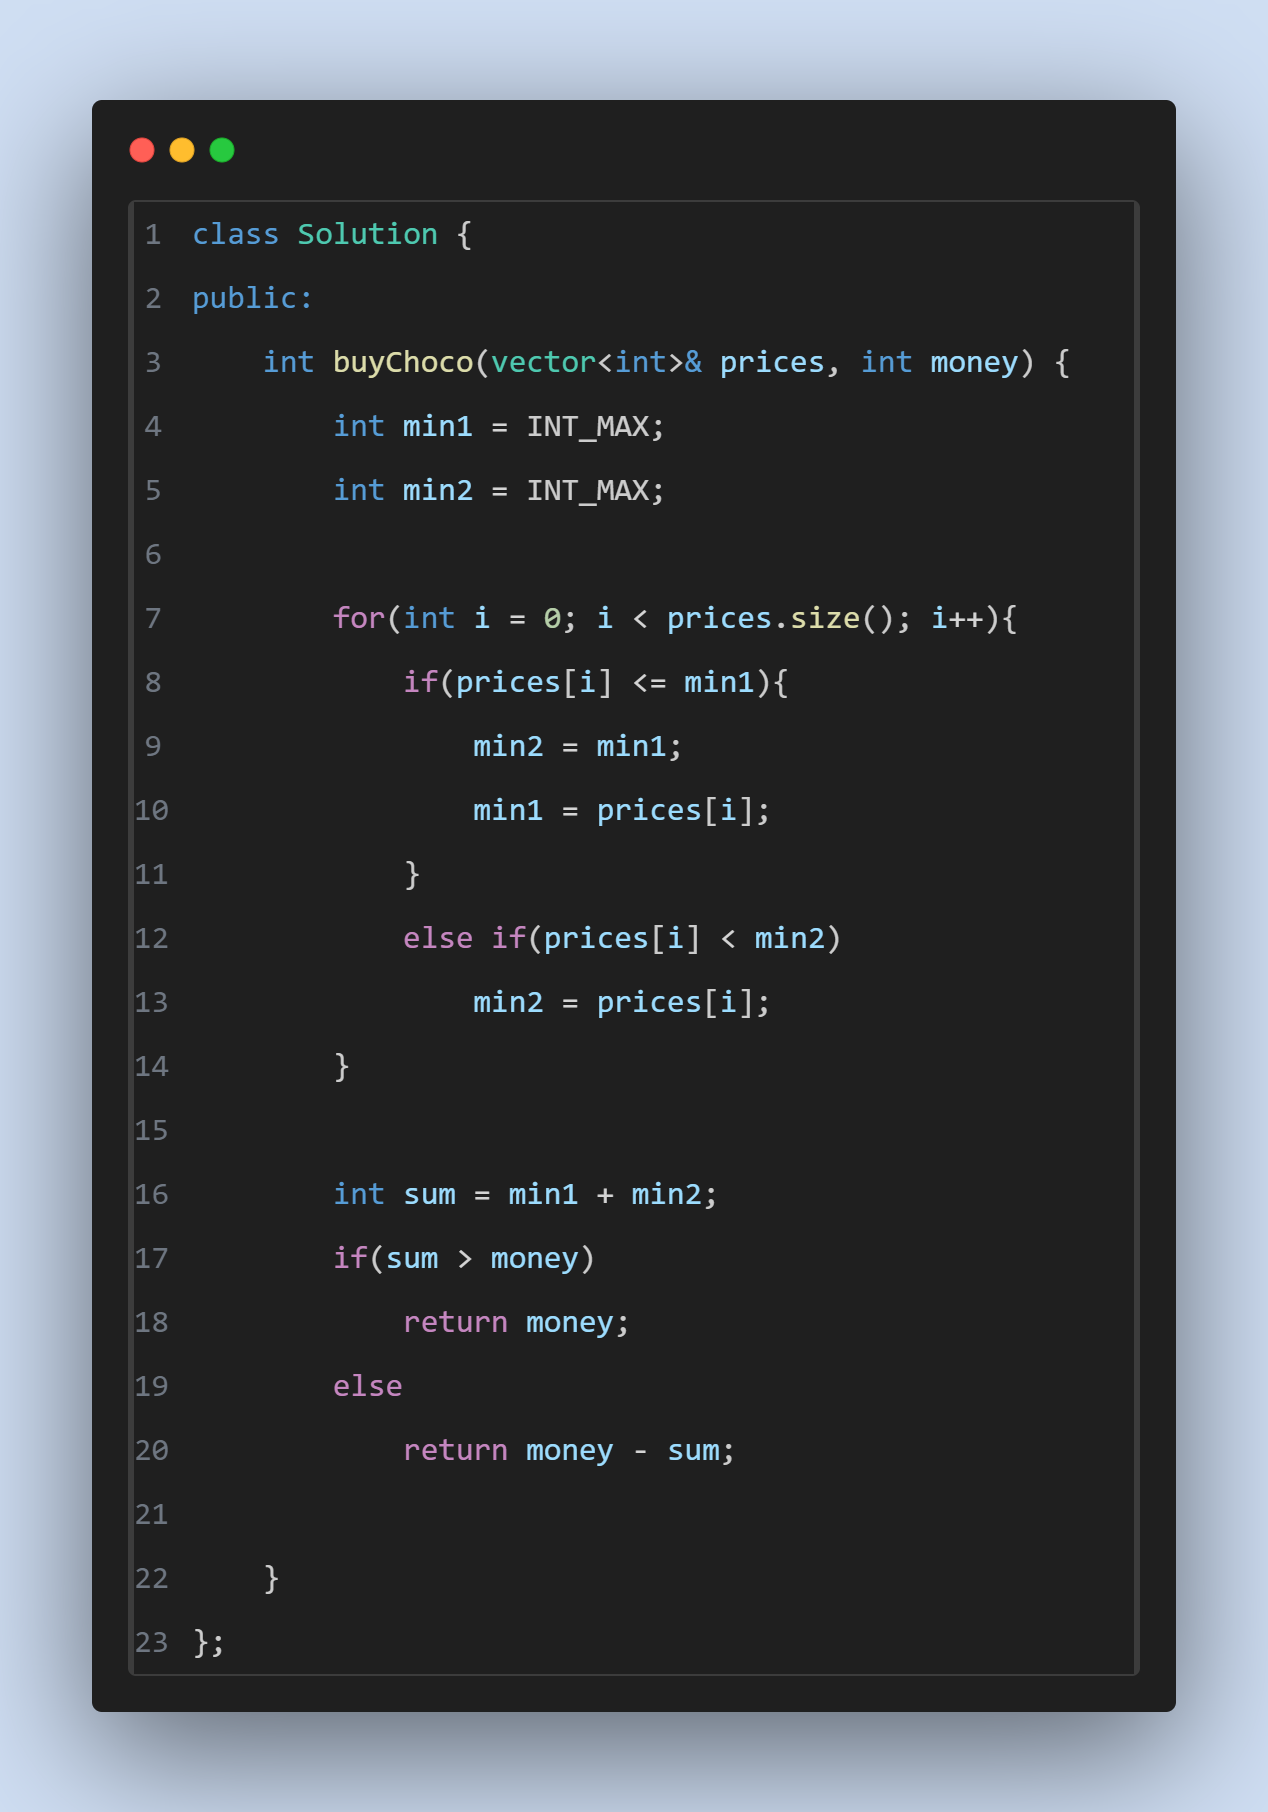 1 class Solution {
2 public:
3     int buyChoco(vector<int>& prices, int money) {
4         int min1 = INT_MAX;
5         int min2 = INT_MAX;
6
7         for(int i = 0; i < prices.size(); i++){
8             if(prices[i] <= min1){
9                 min2 = min1;
10                 min1 = prices[i];
11             }
12             else if(prices[i] < min2)
13                 min2 = prices[i];
14         }
15
16         int sum = min1 + min2;
17         if(sum > money)
18             return money;
19         else
20             return money - sum;
21
22     }
23 };